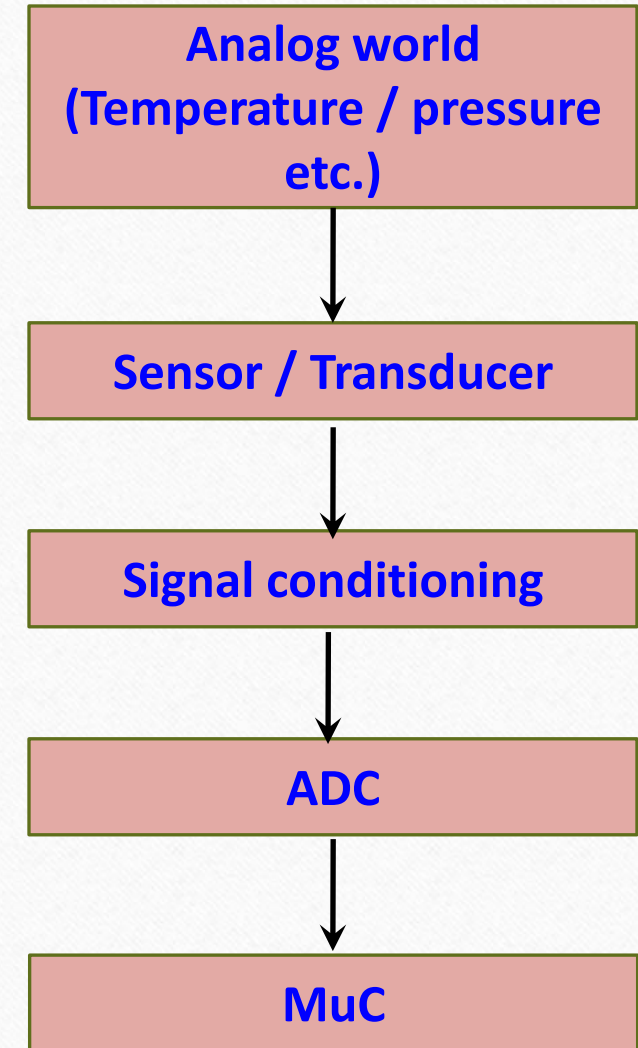 Analog world
(Temperature / pressure
etc.)
Sensor / Transducer
Signal conditioning
ADC
MuC